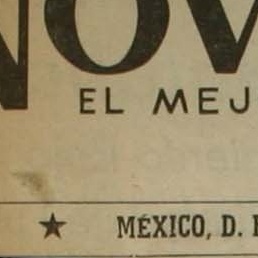 NOV
EL MEJ
★ MÉXICO, D.